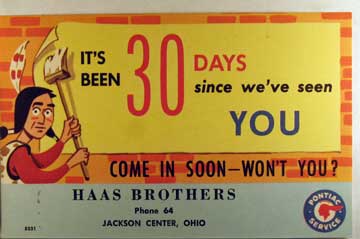 IT'S BEEN 30 DAYS
since we've seen
YOU
COME IN SOON—WON'T YOU?
HAAS BROTHERS
Phone 64
JACKSON CENTER, OHIO
8551
PONTIAC
SERVICE